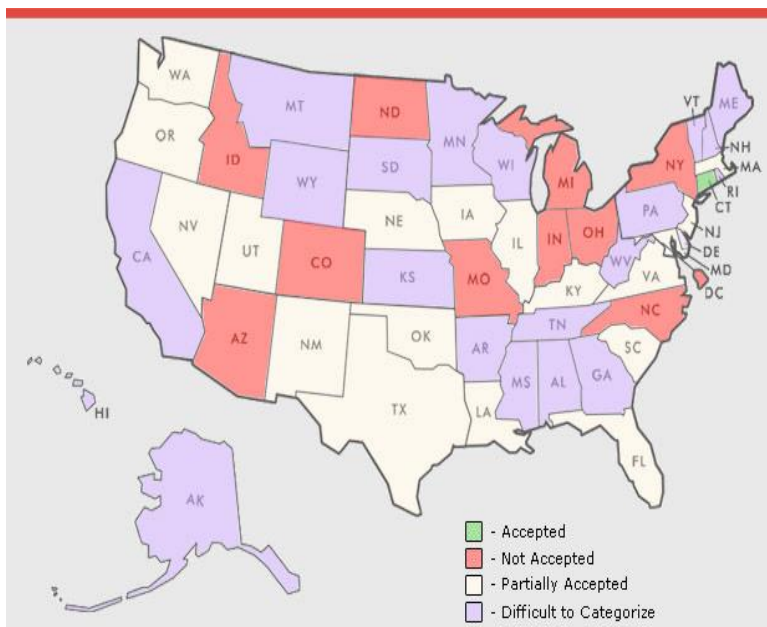 WA
MT
ND
VT
ME
OR
MN
NH
ID
SD
WI
NY
MA
WY
MI
RI
CT
PA
NE
IA
NJ
NV
IL
IN
OH
DE
UT
CA
CO
WV
MD
KS
MO
VA
KY
DC
NC
TN
OK
AZ
NM
AR
SC
MS
AL
GA
HI
TX
LA
FL
AK
- Accepted
- Not Accepted
- Partially Accepted
- Difficult to Categorize